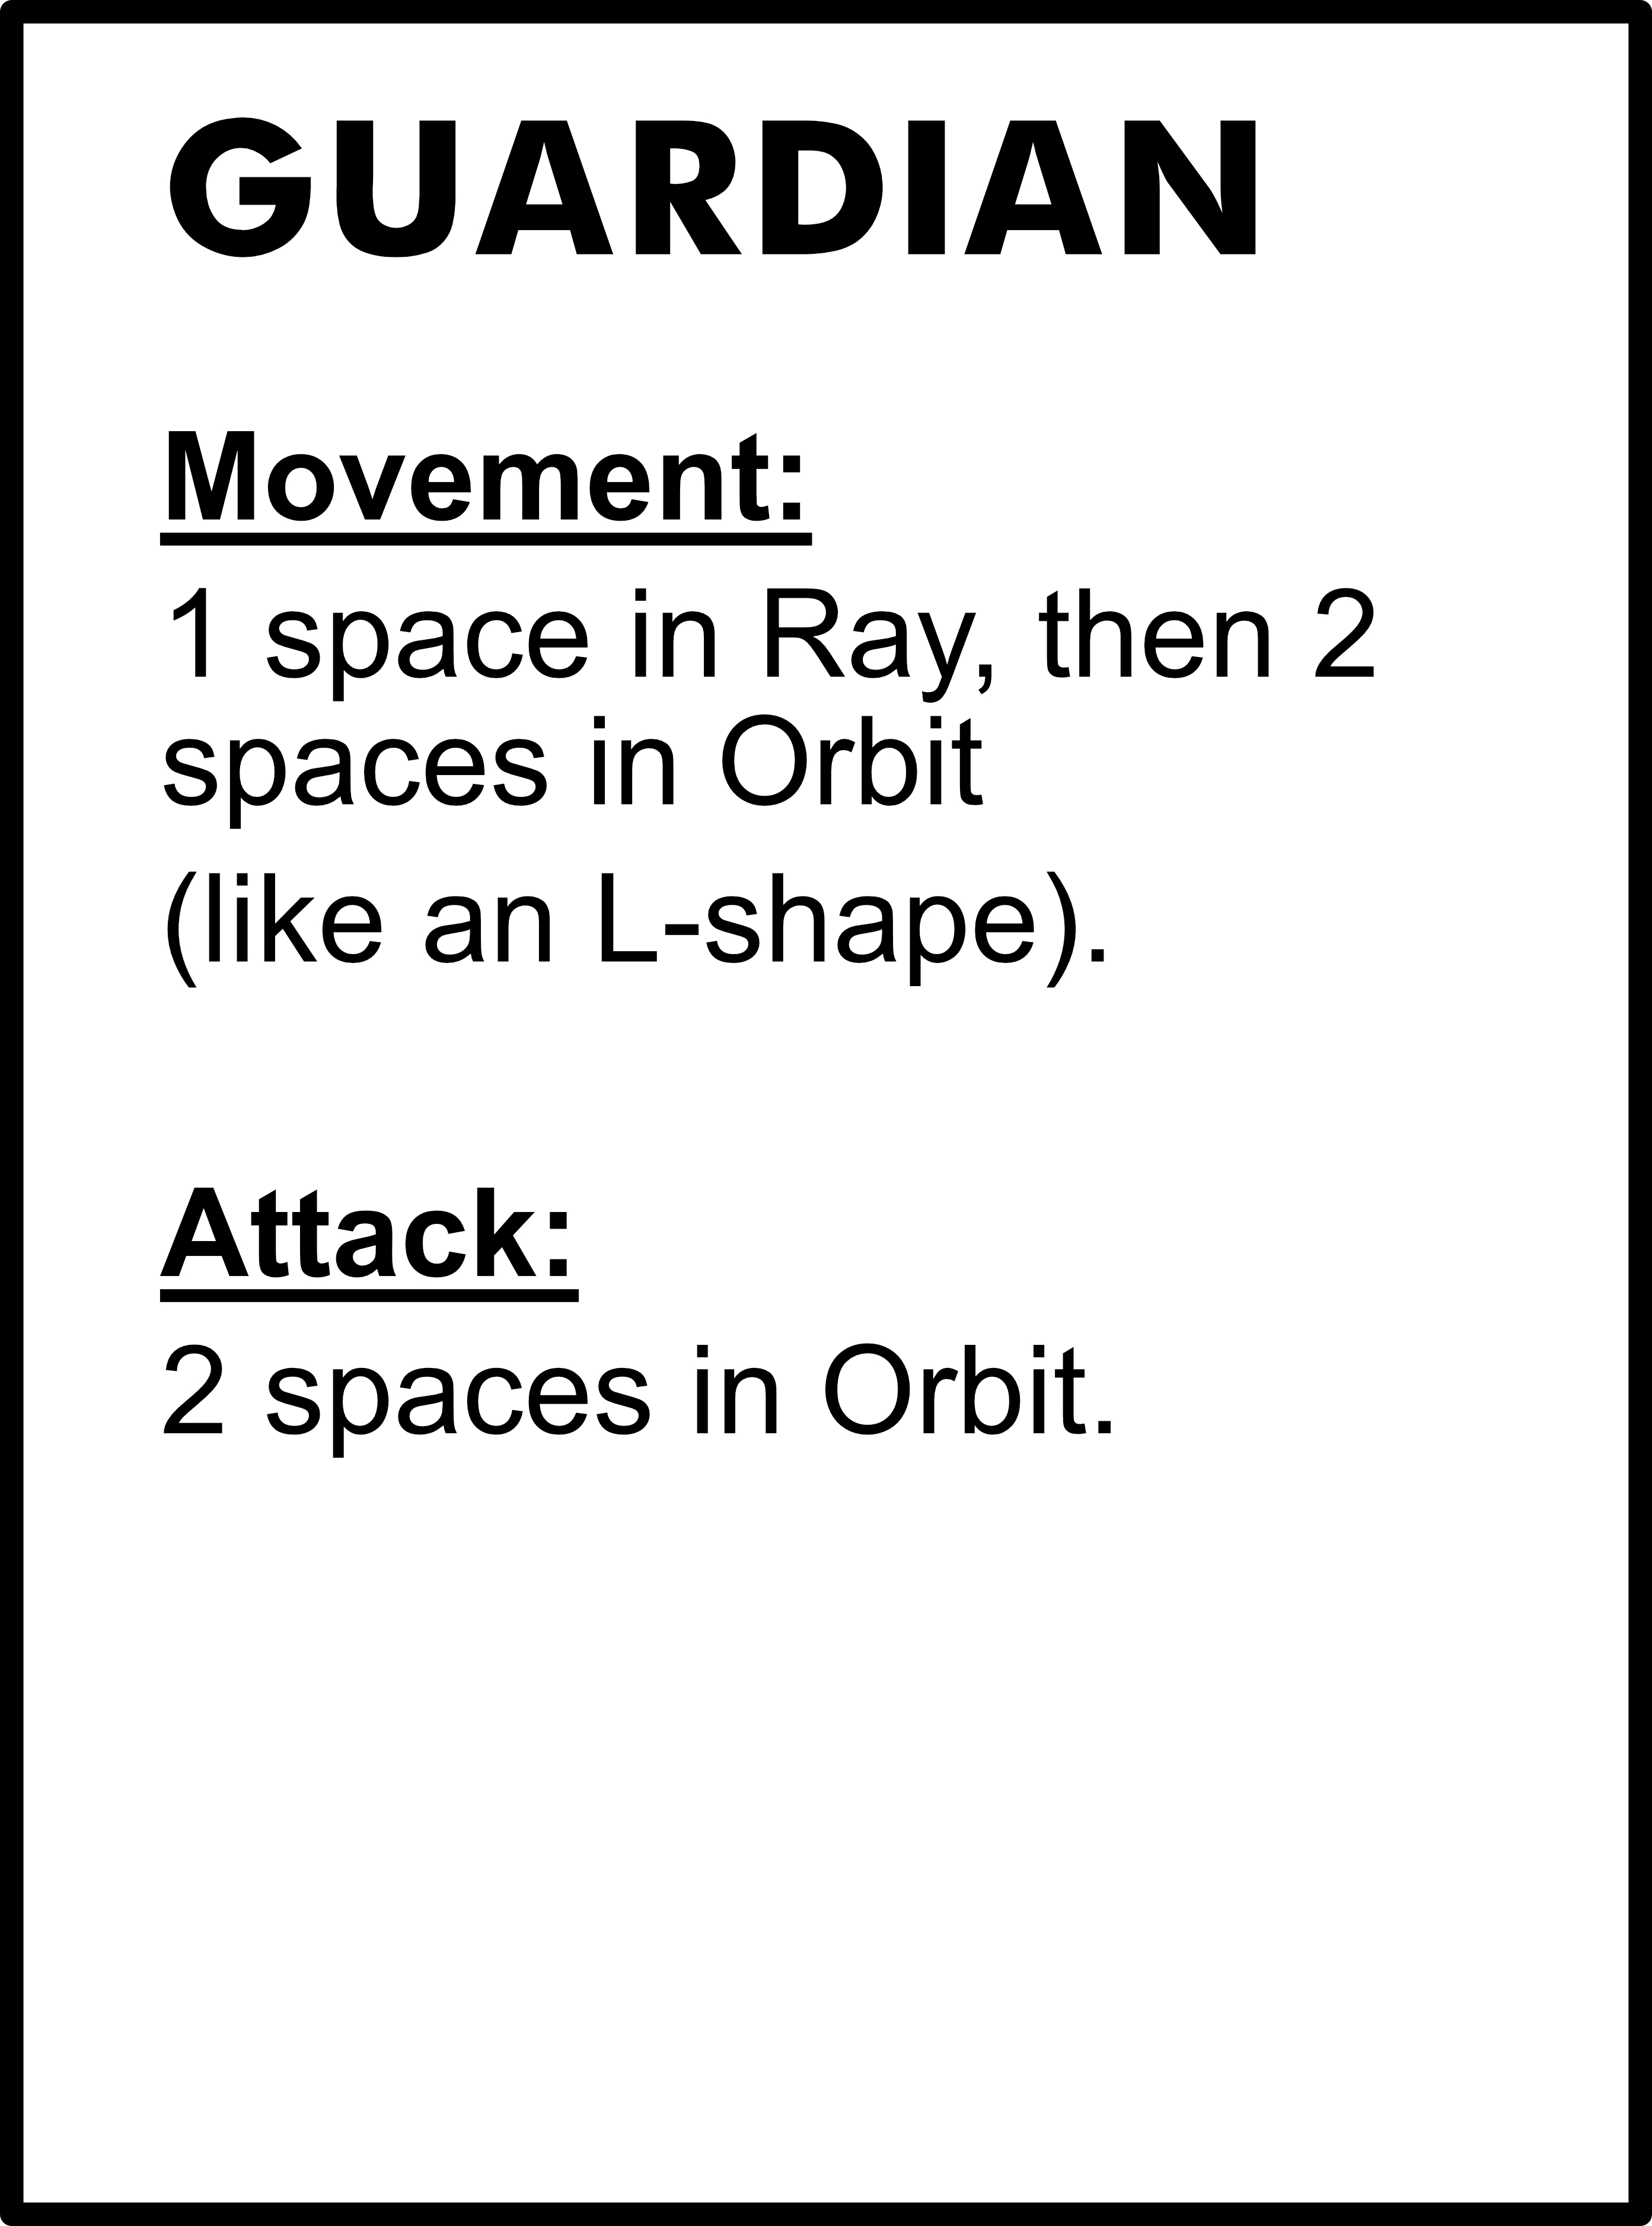 GUARDIAN
Movement:
1 space in Ray, then 2
spaces in Orbit
(like an L-shape).
Attack:
2 spaces in Orbit.